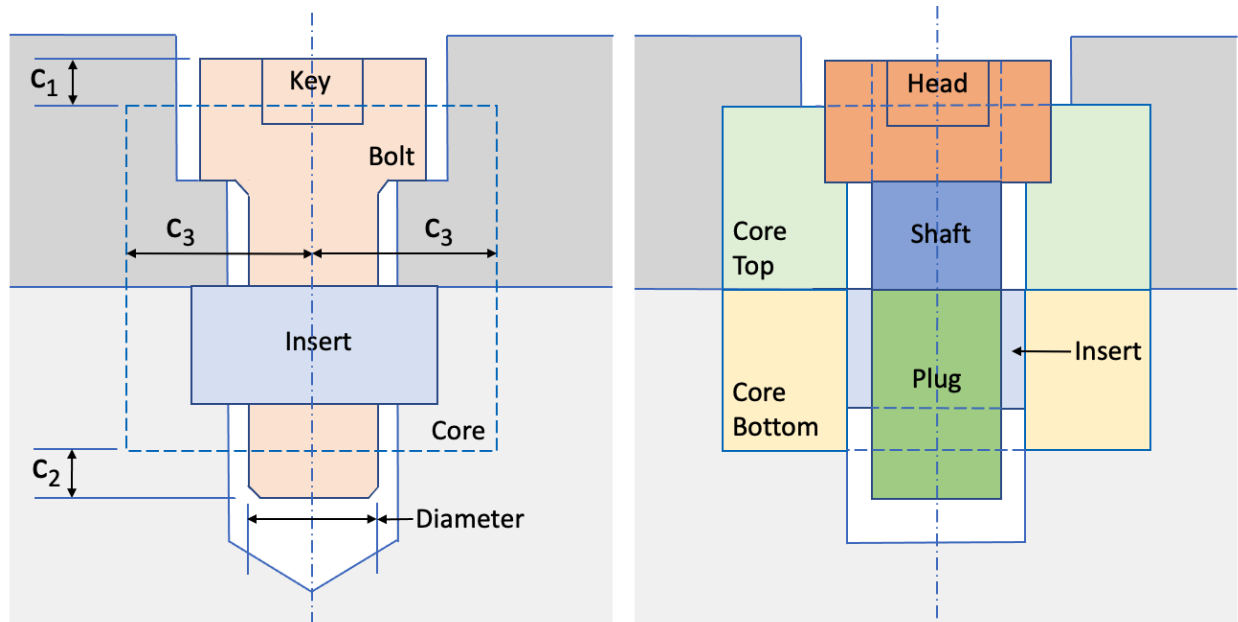 Key
C1
Bolt
C3
C3
Insert
Core
C2
Diameter
Head
Core
Top
Shaft
Insert
Plug
Core
Bottom